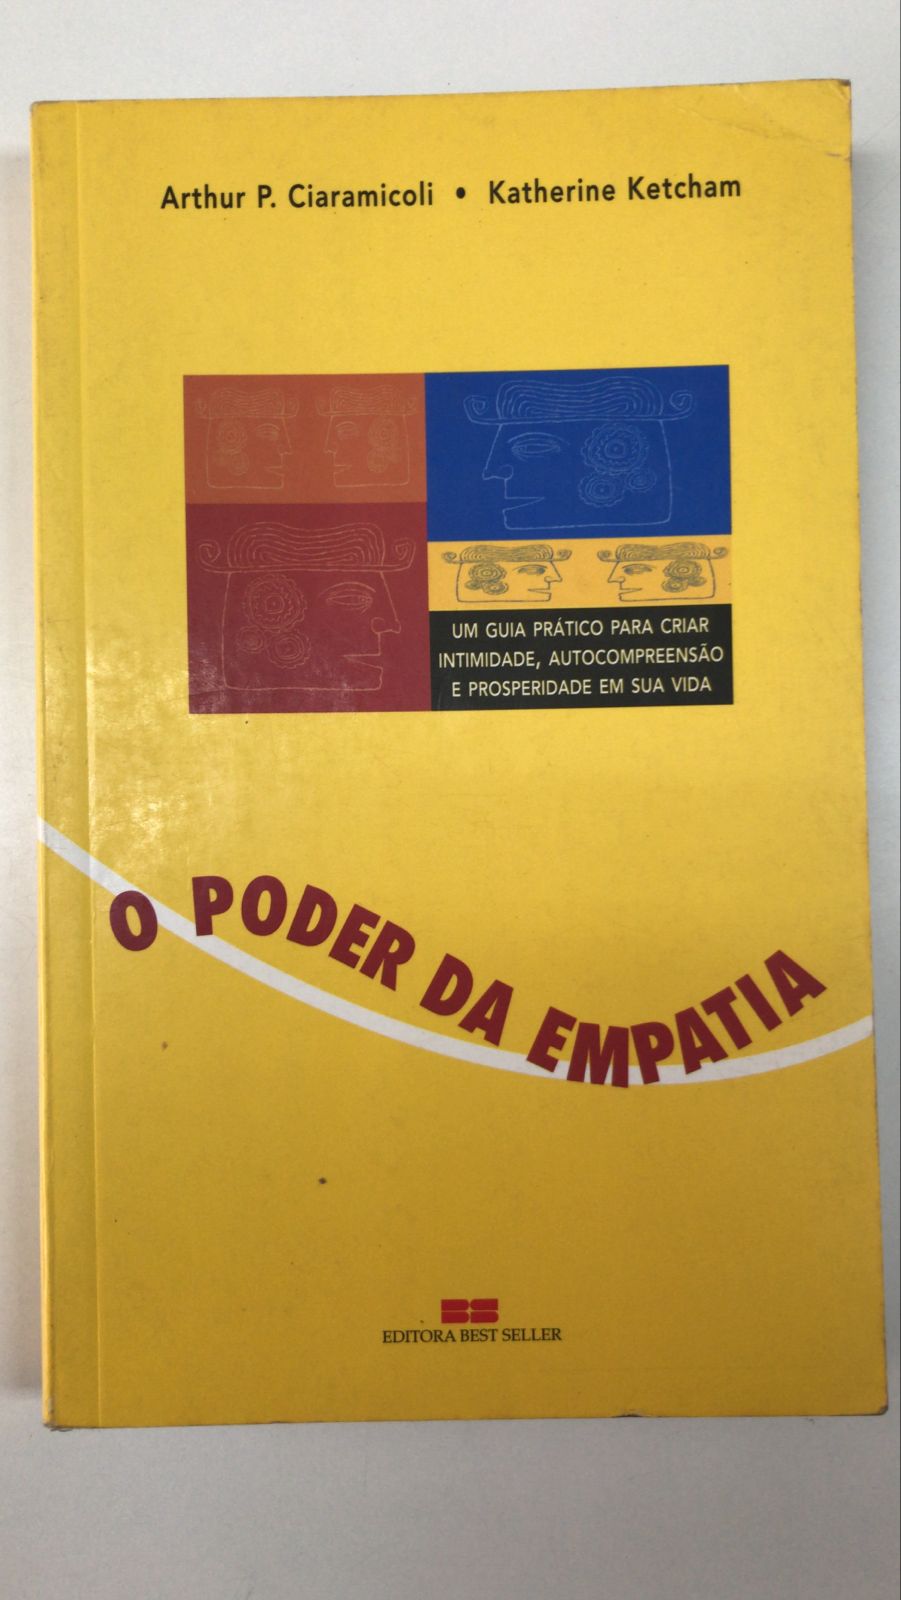 Arthur P. Ciaramicoli • Katherine Ketcham
UM GUIA PRÁTICO PARA CRIAR
INTIMIDADE, AUTOCOMPREENSÃO
E PROSPERIDADE EM SUA VIDA
O PODER DA EMPATIA
BS
EDITORA BEST SELLER